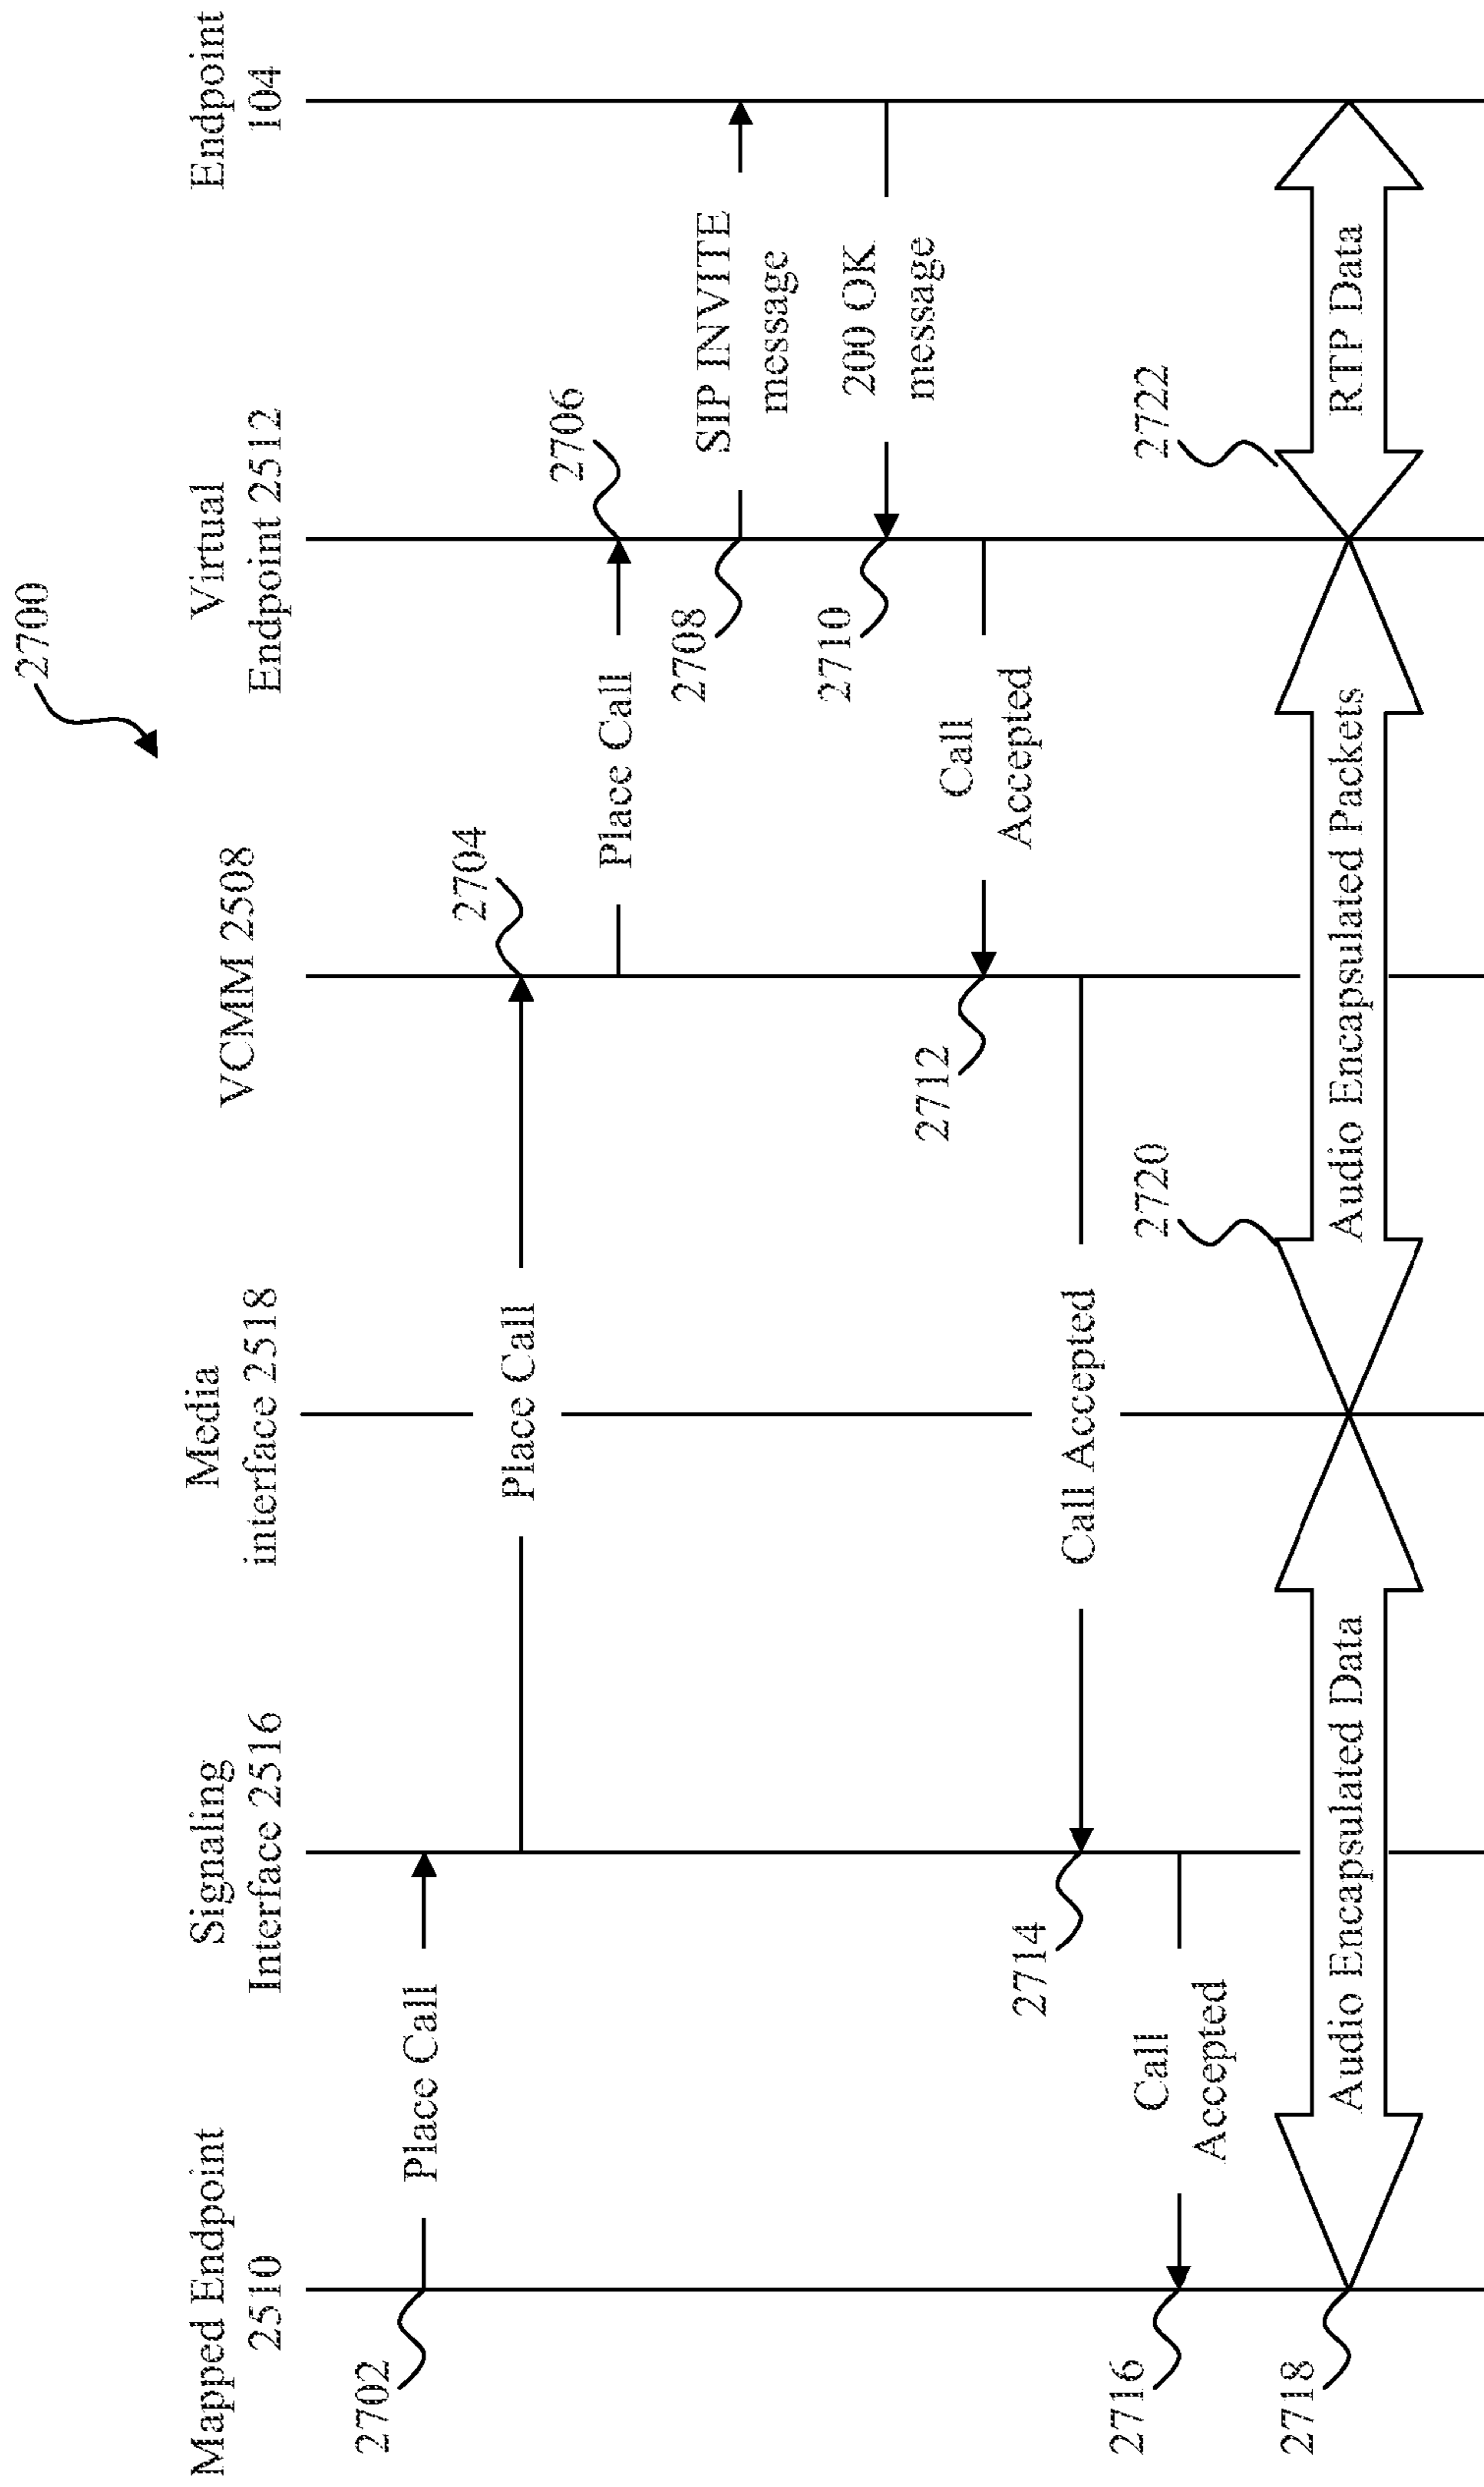 2700
Mapped Endpoint
2510
Signaling
Interface 2516
Media
interface 2518
VCMM 2508
Virtual
Endpoint 2512
Endpoint
104
2702
Place Call
Place Call
2704
Place Call
2706
2708
SIP INVITE
message
2710
200 OK
message
2712
Call
Accepted
2714
Call Accepted
2716
Call
Accepted
2718
Audio Encapsulated Data
2720
Audio Encapsulated Packets
2722
RTP Data